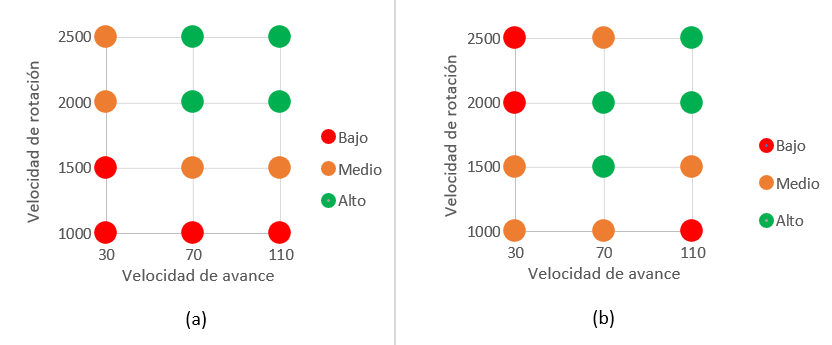 2500
2000
1500
1000
30 70 110
Velocidad de rotación
Velocidad de avance
Bajo
Medio
Alto
(a)
2500
2000
1500
1000
30 70 110
Velocidad de rotación
Velocidad de avance
Bajo
Medio
Alto
(b)